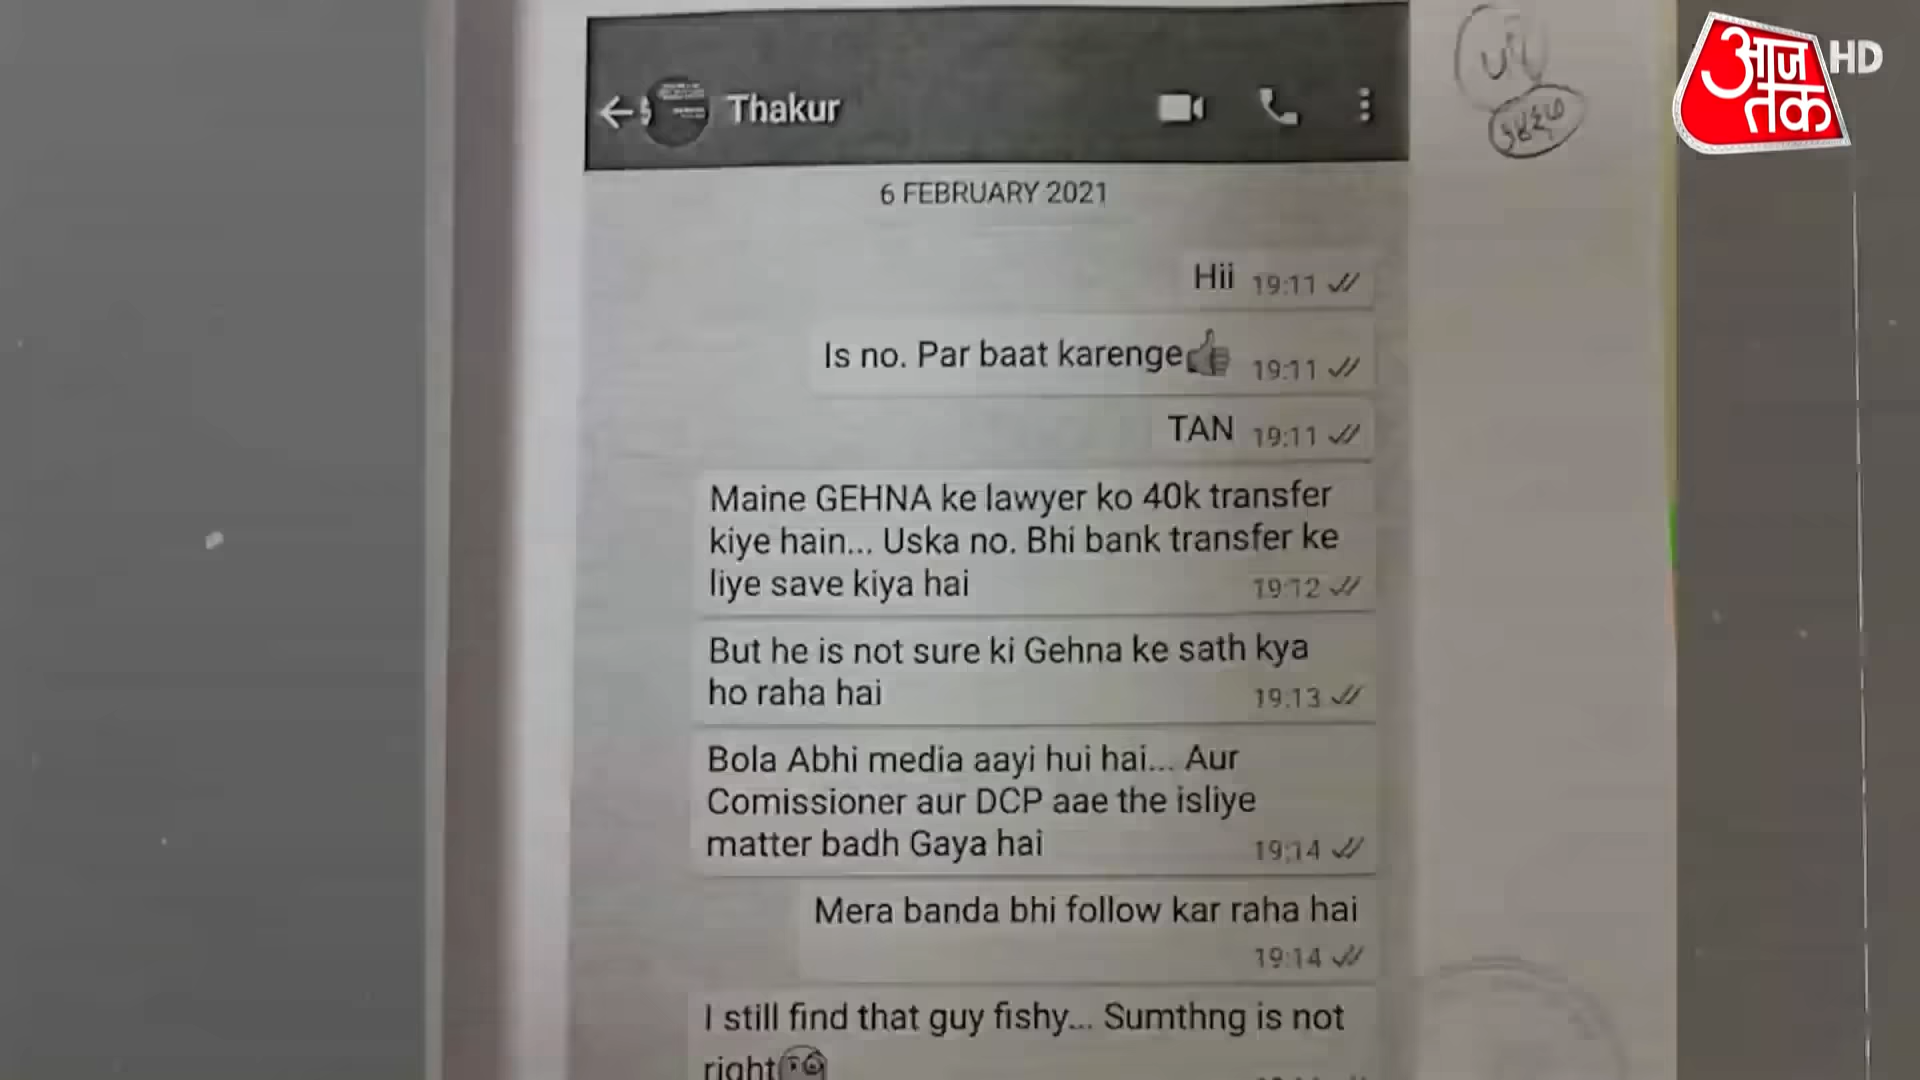 आज
तक
HD
Thakur
6 FEBRUARY 2021
Hii 19:11
Is no. Par baat karenge👍 19:11
TAN 19:11
Maine GEHNA ke lawyer ko 40k transfer
kiye hain... Uska no. Bhi bank transfer ke
liye save kiya hai 19:12
But he is not sure ki Gehna ke sath kya
ho raha hai 19:13
Bola Abhi media aayi hui hai... Aur
Comissioner aur DCP aae the isliye
matter badh Gaya hai 19:14
Mera banda bhi follow kar raha hai
19:14
I still find that guy fishy... Sumthng is not
right